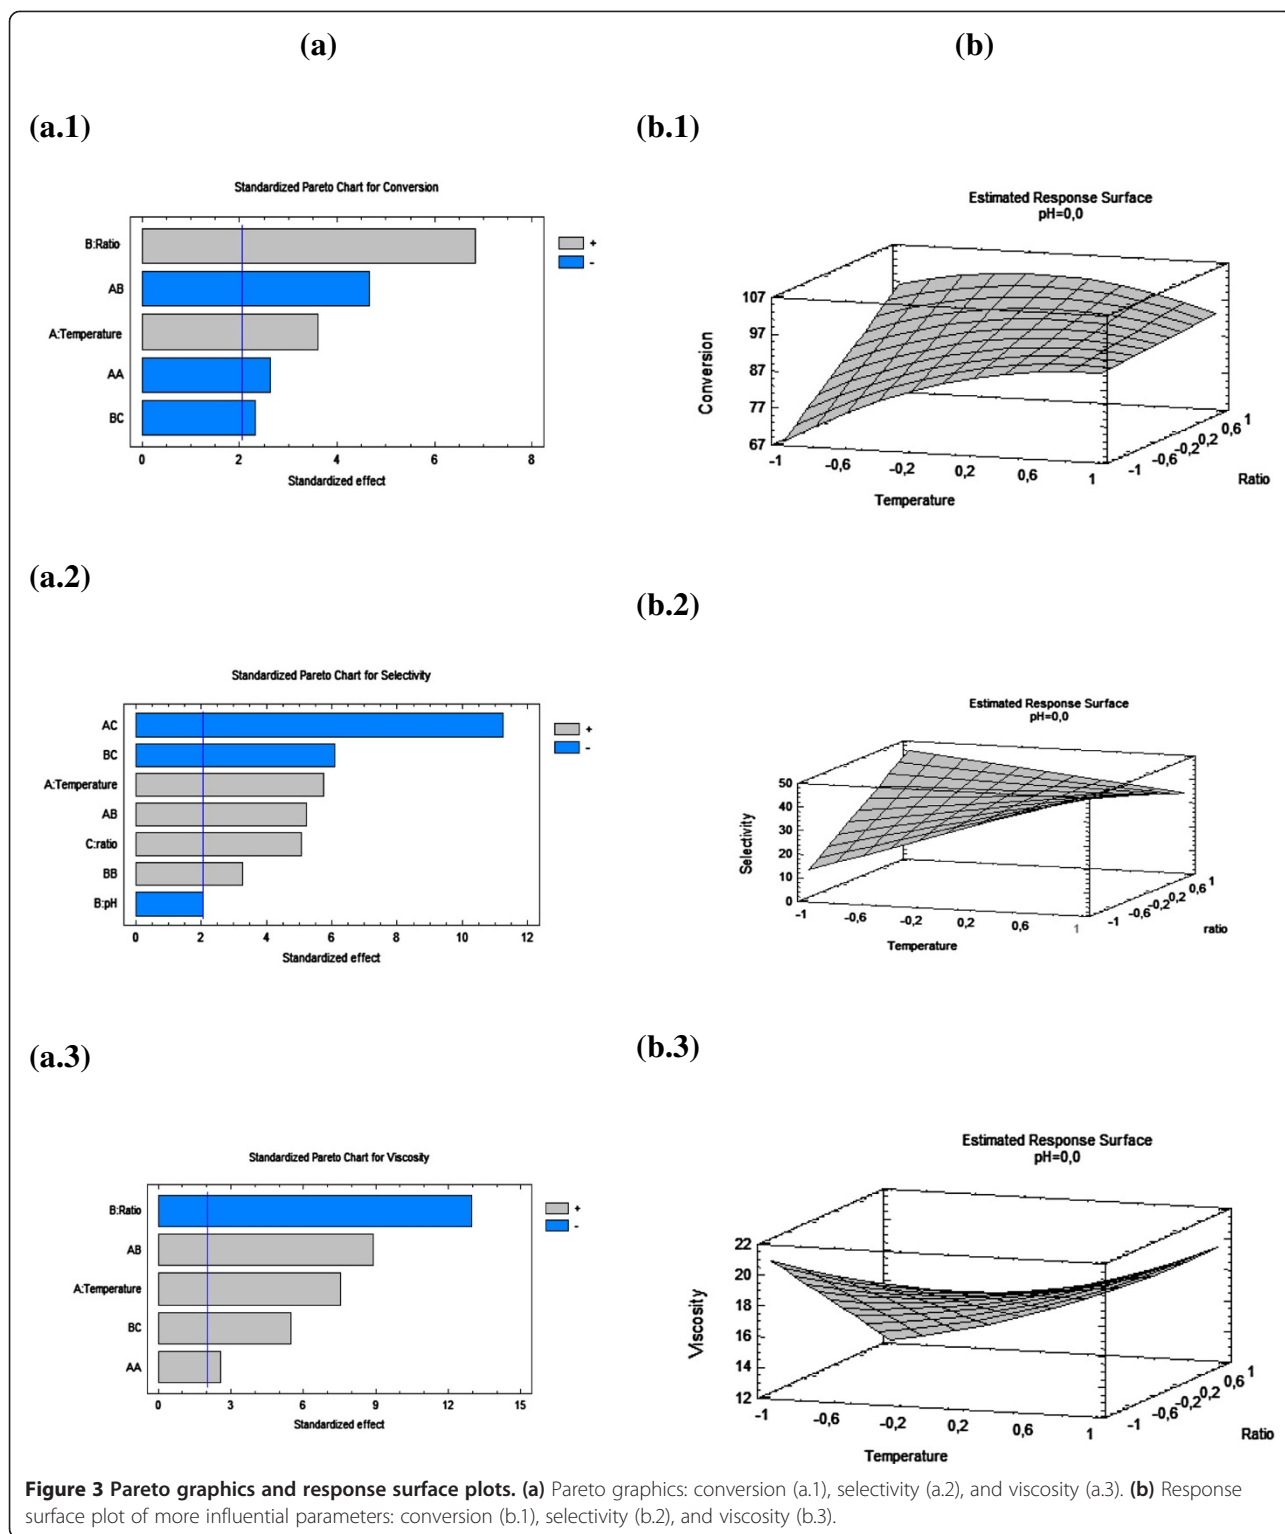 (a)
(b)
(a.1)
(b.1)
Standardized Pareto Chart for Conversion
B:Ratio
AB
A:Temperature
AA
BC
+
-
0 2 4 6 8
Standardized effect
Estimated Response Surface
pH=0,0
107
97
87
77
67
Conversion
-1 -0,6 -0,2 0,2 0,6 1
Temperature
-1 -0,6 -0,2 0,2 0,6 1
Ratio
(a.2)
(b.2)
Standardized Pareto Chart for Selectivity
AC
BC
A:Temperature
AB
C:ratio
BB
B:pH
+
-
0 2 4 6 8 10 12
Standardized effect
Estimated Response Surface
pH=0,0
50
40
30
20
10
0
Selectivity
-1 -0,6 -0,2 0,2 0,6 1
Temperature
-1 -0,6 -0,2 0,2 0,6 1
ratio
(a.3)
(b.3)
Standardized Pareto Chart for Viscosity
B:Ratio
AB
A:Temperature
BC
AA
+
-
0 3 6 9 12 15
Standardized effect
Estimated Response Surface
pH=0,0
22
20
18
16
14
12
Viscosity
-1 -0,6 -0,2 0,2 0,6 1
Temperature
-1 -0,6 -0,2 0,2 0,6 1
Ratio
Figure 3 Pareto graphics and response surface plots. (a) Pareto graphics: conversion (a.1), selectivity (a.2), and viscosity (a.3). (b) Response
surface plot of more influential parameters: conversion (b.1), selectivity (b.2), and viscosity (b.3).